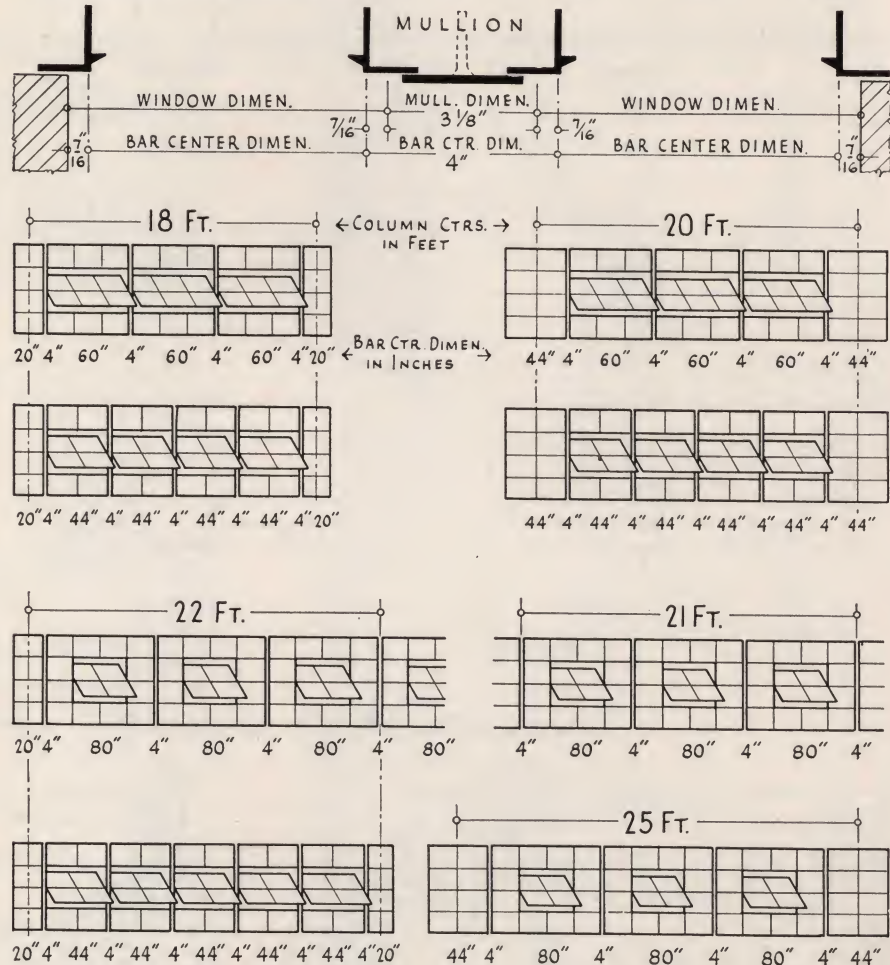 MULLION
WINDOW DIMEN. MULL. DIMEN. WINDOW DIMEN.
7/16" 3 1/8" 7/16"
7/16" BAR CENTER DIMEN. BAR CTR. DIM. BAR CENTER DIMEN. 7/16"
4"
18 FT. ←COLUMN CTRS.→ 20 FT.
IN FEET
20" 4" 60" 4" 60" 4" 60" 4" 20" ←BAR CTR. DIMEN.→ 44" 4" 60" 4" 60" 4" 60" 4" 44"
IN INCHES
20" 4" 44" 4" 44" 4" 44" 4" 44" 4" 20" 44" 4" 44" 4" 44" 4" 44" 4" 44" 4" 44"
22 FT. 21 FT.
20" 4" 80" 4" 80" 4" 80" 4" 80" 4" 80" 4" 80" 4" 80" 4"
25 FT.
20" 4" 44" 4" 44" 4" 44" 4" 44" 4" 44" 4" 20" 44" 4" 80" 4" 80" 4" 80" 4" 44"